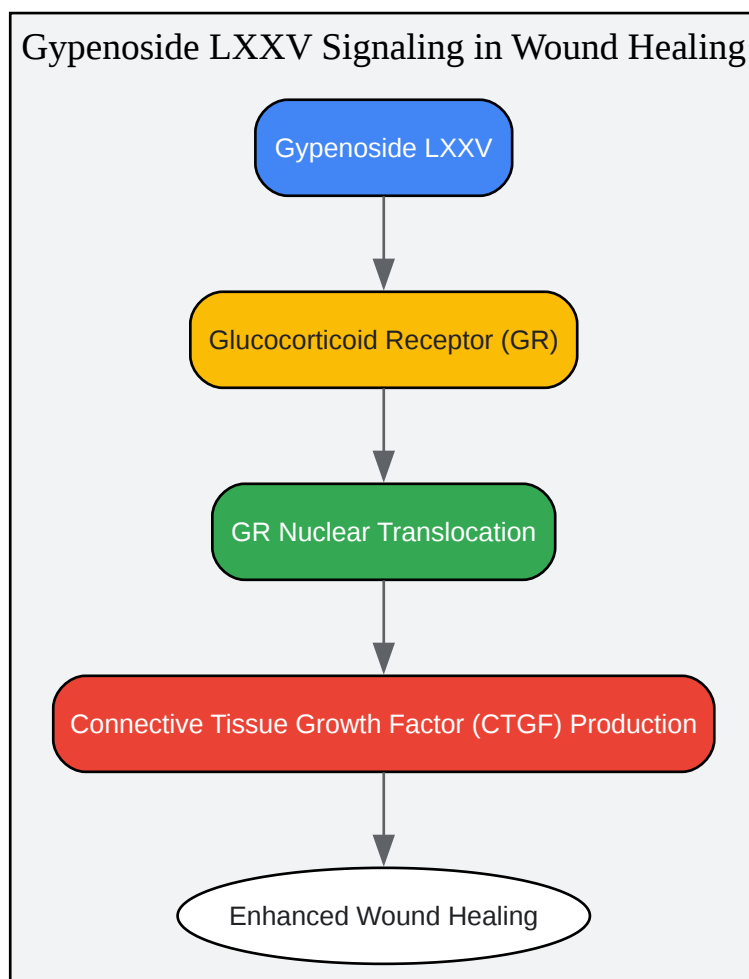 Gypenoside LXXV Signaling in Wound Healing
Gypenoside LXXV
Glucocorticoid Receptor (GR)
GR Nuclear Translocation
Connective Tissue Growth Factor (CTGF) Production
Enhanced Wound Healing